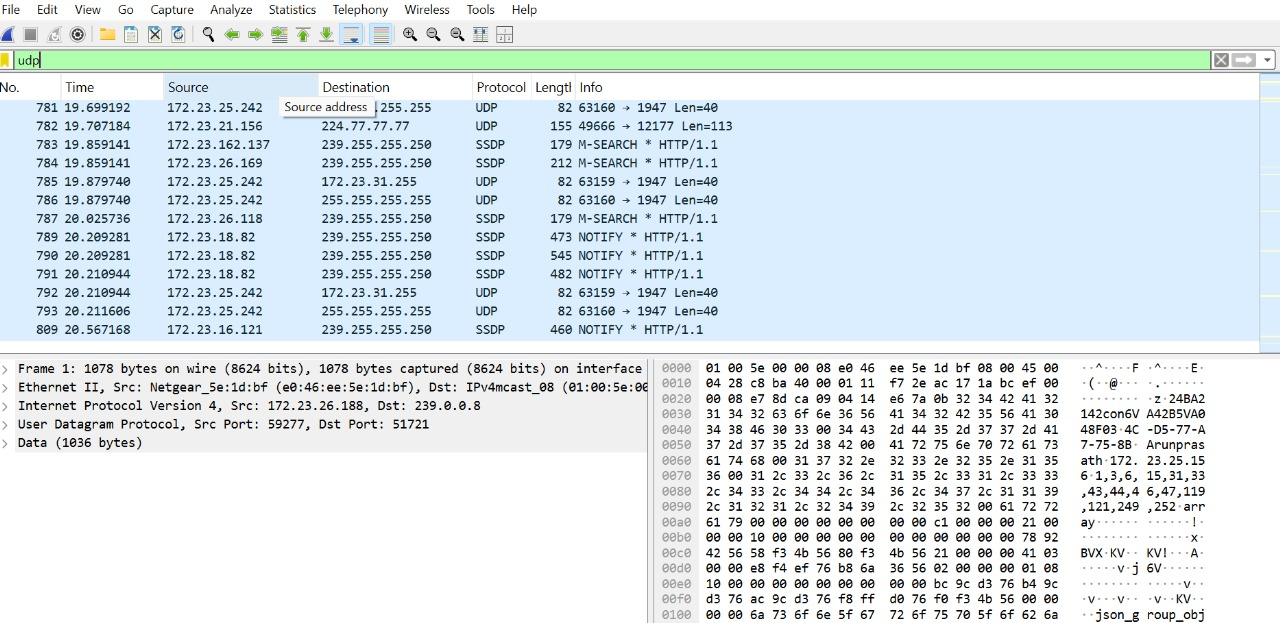 File Edit View Go Capture Analyze Statistics Telephony Wireless Tools Help
udp
No. Time Source Destination Protocol Lengtl Info
781 19.699192 172.23.25.242 .255.255 UDP 82 63160 → 1947 Len=40
Source address
782 19.707184 172.23.21.156 224.77.77.77 UDP 155 49666 → 12177 Len=113
783 19.859141 172.23.162.137 239.255.255.250 SSDP 179 M-SEARCH * HTTP/1.1
784 19.859141 172.23.26.169 239.255.255.250 SSDP 212 M-SEARCH * HTTP/1.1
785 19.879740 172.23.25.242 172.23.31.255 UDP 82 63159 → 1947 Len=40
786 19.879740 172.23.25.242 255.255.255.255 UDP 82 63160 → 1947 Len=40
787 20.025736 172.23.26.118 239.255.255.250 SSDP 179 M-SEARCH * HTTP/1.1
789 20.209281 172.23.18.82 239.255.255.250 SSDP 473 NOTIFY * HTTP/1.1
790 20.209281 172.23.18.82 239.255.255.250 SSDP 545 NOTIFY * HTTP/1.1
791 20.210944 172.23.18.82 239.255.255.250 SSDP 482 NOTIFY * HTTP/1.1
792 20.210944 172.23.25.242 172.23.31.255 UDP 82 63159 → 1947 Len=40
793 20.211606 172.23.25.242 255.255.255.255 UDP 82 63160 → 1947 Len=40
809 20.567168 172.23.16.121 239.255.255.250 SSDP 460 NOTIFY * HTTP/1.1
Frame 1: 1078 bytes on wire (8624 bits), 1078 bytes captured (8624 bits) on interface
Ethernet II, Src: Netgear_5e:1d:bf (e0:46:ee:5e:1d:bf), Dst: IPv4mcast_08 (01:00:5e:00
Internet Protocol Version 4, Src: 172.23.26.188, Dst: 239.0.0.8
User Datagram Protocol, Src Port: 59277, Dst Port: 51721
Data (1036 bytes)
0000 01 00 5e 00 00 08 e0 46 ee 5e 1d bf 08 00 45 00 ··^····F ·^····E·
0010 04 28 c8 ba 40 00 01 11 f7 2e ac 17 1a bc ef 00 ·(··@··· ·.······
0020 00 08 e7 8d ca 09 04 14 e6 7a 0b 32 34 42 41 32 ········ ·z·24BA2
0030 31 34 32 63 6f 6e 36 56 41 34 32 42 35 56 41 30 142con6V A42B5VA0
0040 34 38 46 30 33 00 34 43 2d 44 35 2d 37 37 2d 41 48F03·4C -D5-77-A
0050 37 2d 37 35 2d 38 42 00 41 72 75 6e 70 72 61 73 7-75-8B· Arunpras
0060 61 74 68 00 31 37 32 2e 32 33 2e 32 35 2e 31 35 ath·172. 23.25.15
0070 36 00 31 2c 33 2c 36 2c 31 35 2c 33 31 2c 33 33 6·1,3,6, 15,31,33
0080 2c 34 33 2c 34 34 2c 34 36 2c 34 37 2c 31 31 39 ,43,44,4 6,47,119
0090 2c 31 32 31 2c 32 34 39 2c 32 35 32 00 61 72 72 ,121,249 ,252·arr
00a0 61 79 00 00 00 00 00 00 00 00 c1 00 00 00 21 00 ay······ ······!·
00b0 00 00 10 00 00 00 00 00 00 00 00 00 00 00 78 92 ········ ······x·
00c0 42 56 58 f3 4b 56 80 f3 4b 56 21 00 00 00 41 03 BVX·KV·· KV!···A·
00d0 00 00 e8 f4 ef 76 b8 6a 36 56 02 00 00 00 01 08 ·····v·j 6V······
00e0 10 00 00 00 00 00 00 00 00 00 bc 9c d3 76 b4 9c ········ ·····v··
00f0 d3 76 ac 9c d3 76 f8 ff d0 76 f0 f3 4b 56 00 00 ·v···v·· ·v··KV··
0100 00 00 6a 73 6f 6e 5f 67 72 6f 75 70 5f 6f 62 6a ··json_g roup_obj